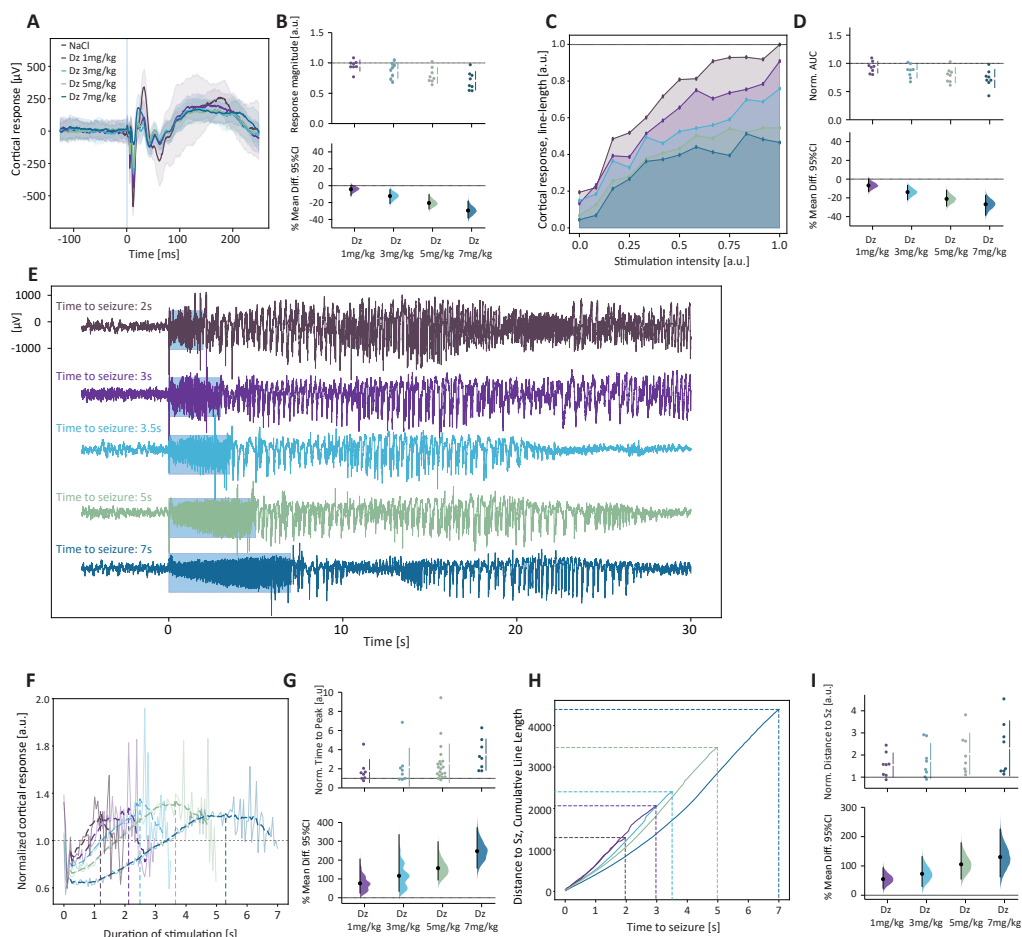 A
Cortical response [µV]
500
250
0
-250
-500
-100
0
100
200
Time [ms]
NaCl
Dz 1mg/kg
Dz 3mg/kg
Dz 5mg/kg
Dz 7mg/kg
B
Response magnitude [a.u.]
1.5
1.0
0.5
% Mean Diff. 95%CI
0
-20
-40
Dz 1mg/kg
Dz 3mg/kg
Dz 5mg/kg
Dz 7mg/kg
C
Cortical response, line-length [a.u.]
1.0
0.8
0.6
0.4
0.2
0.0
0.0
0.25
0.5
0.75
1.0
Stimulation intensity [a.u.]
D
Norm. AUC
1.5
1.0
0.5
0.0
% Mean Diff. 95%CI
0
-20
-40
Dz 1mg/kg
Dz 3mg/kg
Dz 5mg/kg
Dz 7mg/kg
E
1000
0
-1000
[µV]
Time to seizure: 2s
Time to seizure: 3s
Time to seizure: 3.5s
Time to seizure: 5s
Time to seizure: 7s
0
10
20
30
Time [s]
F
Normalized cortical response [a.u.]
2.0
1.8
1.4
1.0
0.6
0
1
2
3
4
5
6
7
Duration of stimulation [s]
G
Norm. Time to Peak [a.u]
10
8
6
4
2
0
% Mean Diff. 95%CI
400
300
200
100
0
Dz 1mg/kg
Dz 3mg/kg
Dz 5mg/kg
Dz 7mg/kg
H
Distance to Sz, Cumulative Line Length
4000
3000
2000
1000
0
0
1
2
3
4
5
6
7
Time to seizure [s]
I
Norm. Distance to Sz [a.u.]
4
3
2
1
% Mean Diff. 95%CI
300
200
100
0
Dz 1mg/kg
Dz 3mg/kg
Dz 5mg/kg
Dz 7mg/kg